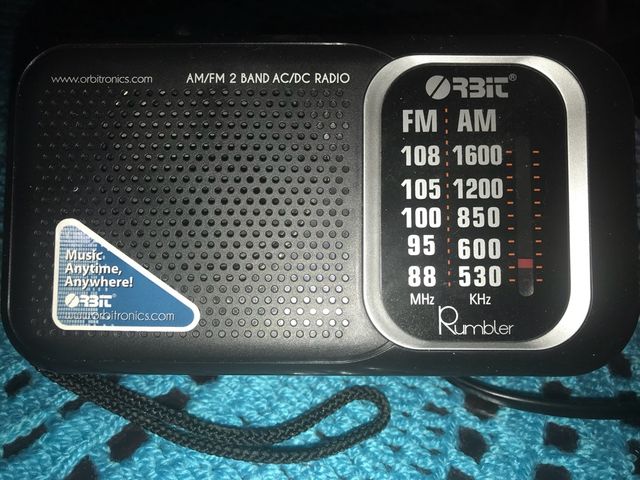 www.orbitronics.com
AM/FM 2 BAND AC/DC RADIO
ORBIT®
FM AM
108 1600
105 1200
100 850
95 600
88 530
MHz KHz
Rumbler
Music
Anytime,
Anywhere!
ORBIT®
www.orbitronics.com